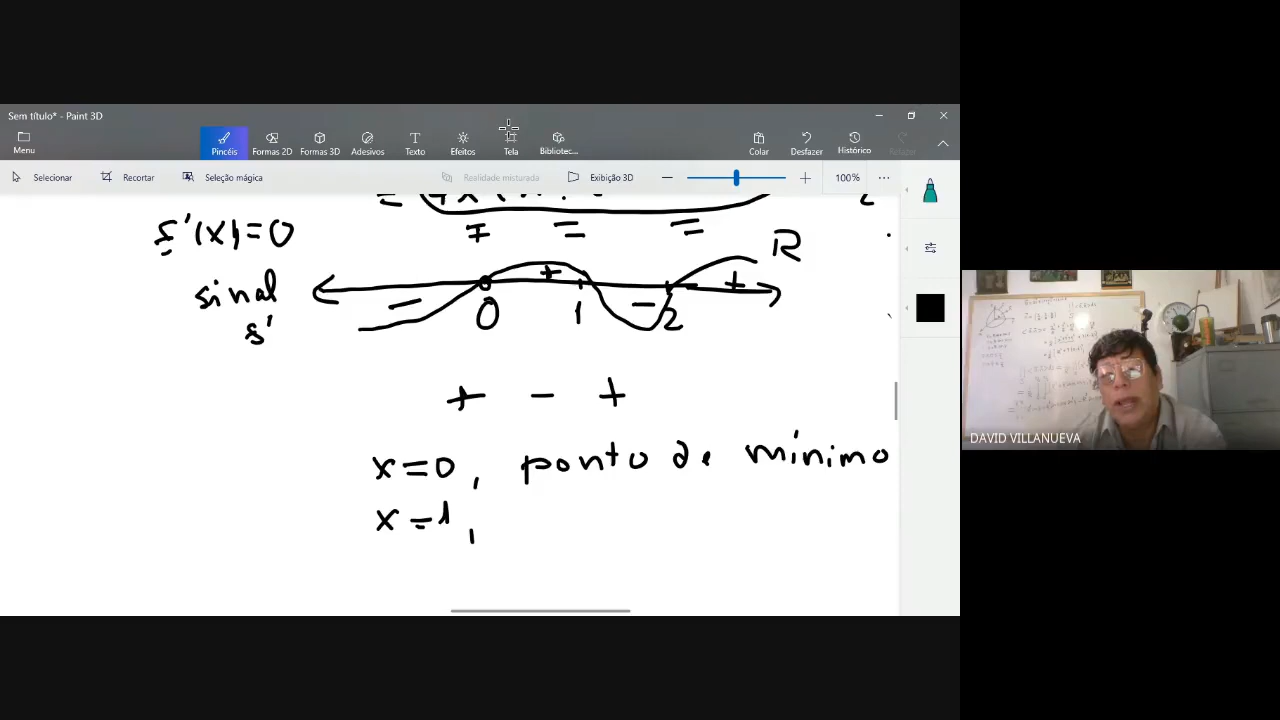 Sem título* - Paint 3D
Menu
Pincéis
Formas 2D
Formas 3D
Adesivos
Texto
Efeitos
Tela
Bibliotec...
Colar
Desfazer
Histórico
Selecionar
Recortar
Seleção mágica
Realidade misturada
Exibição 3D
100%
f'(x)=0
R
sinal
f'
- + - +
0 1 2
+ - +
x=0, ponto de mínimo
x=1,
DAVID VILLANUEVA